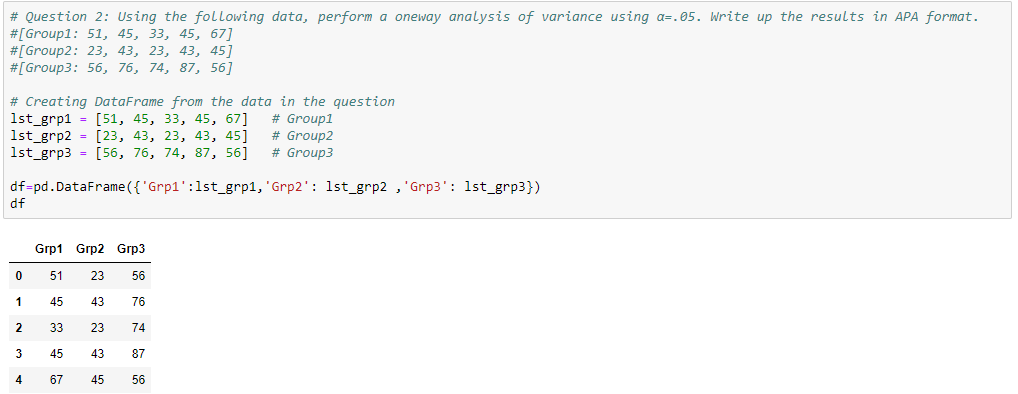 # Question 2: Using the following data, perform a oneway analysis of variance using α=.05. Write up the results in APA format.
#[Group1: 51, 45, 33, 45, 67]
#[Group2: 23, 43, 23, 43, 45]
#[Group3: 56, 76, 74, 87, 56]
# Creating DataFrame from the data in the question
lst_grp1 = [51, 45, 33, 45, 67]   # Group1
lst_grp2 = [23, 43, 23, 43, 45]   # Group2
lst_grp3 = [56, 76, 74, 87, 56]   # Group3
df=pd.DataFrame({'Grp1':lst_grp1,'Grp2': lst_grp2 ,'Grp3': lst_grp3})
df
Grp1 Grp2 Grp3
0 51 23 56
1 45 43 76
2 33 23 74
3 45 43 87
4 67 45 56